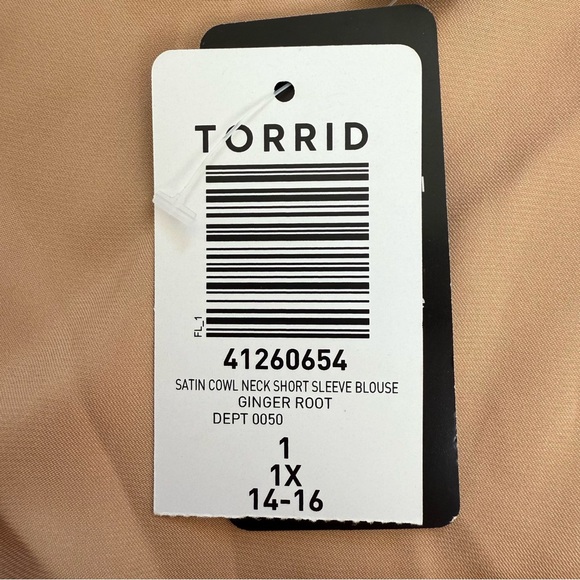 TORRID
FL_1
41260654
SATIN COWL NECK SHORT SLEEVE BLOUSE
GINGER ROOT
DEPT 0050
1
1X
14-16